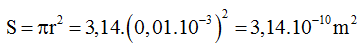 S = πr² = 3,14.(0,01.10⁻³)² = 3,14.10⁻¹⁰ m²